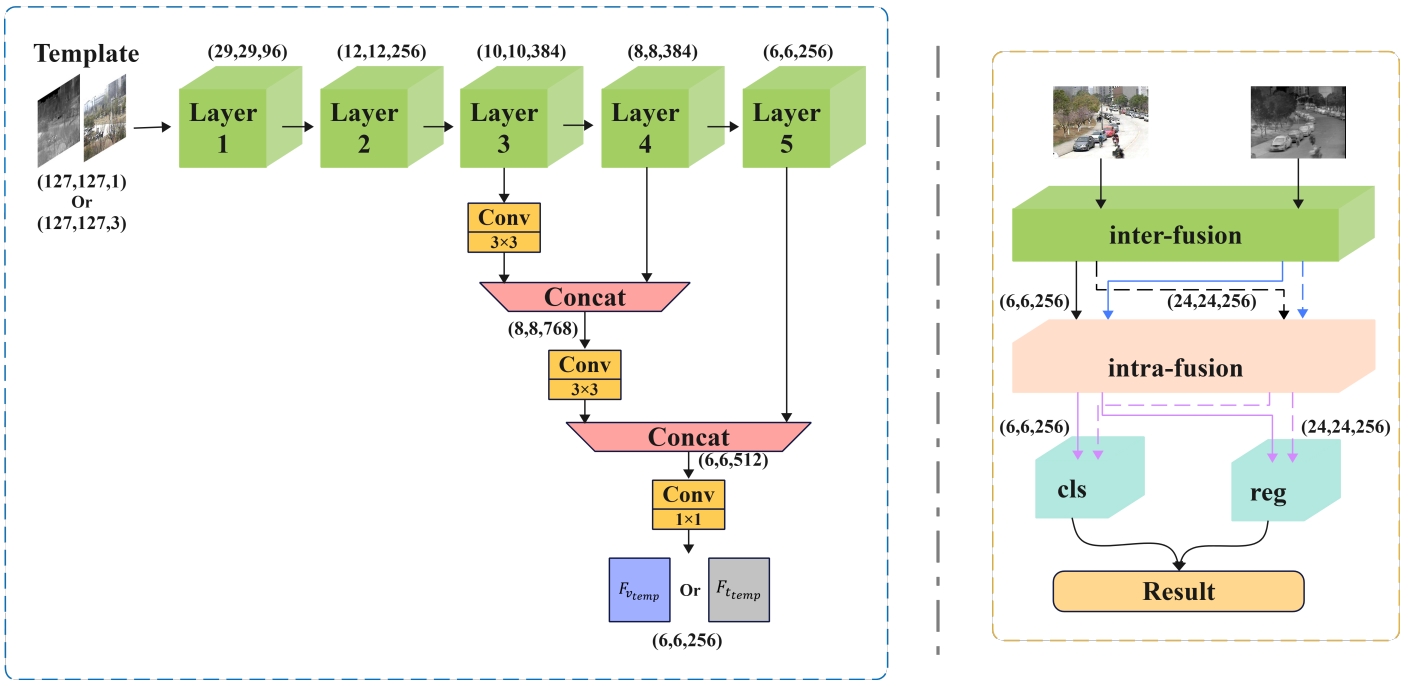 Template
(127,127,1)
Or
(127,127,3)
(29,29,96)
Layer
1
(12,12,256)
Layer
2
(10,10,384)
Layer
3
(8,8,384)
Layer
4
(6,6,256)
Layer
5
Conv
3×3
Concat
(8,8,768)
Conv
3×3
Concat
(6,6,512)
Conv
1×1
F_{v_{temp}} Or F_{t_{temp}}
(6,6,256)
inter-fusion
(6,6,256) (24,24,256)
intra-fusion
(6,6,256) (24,24,256)
cls reg
Result